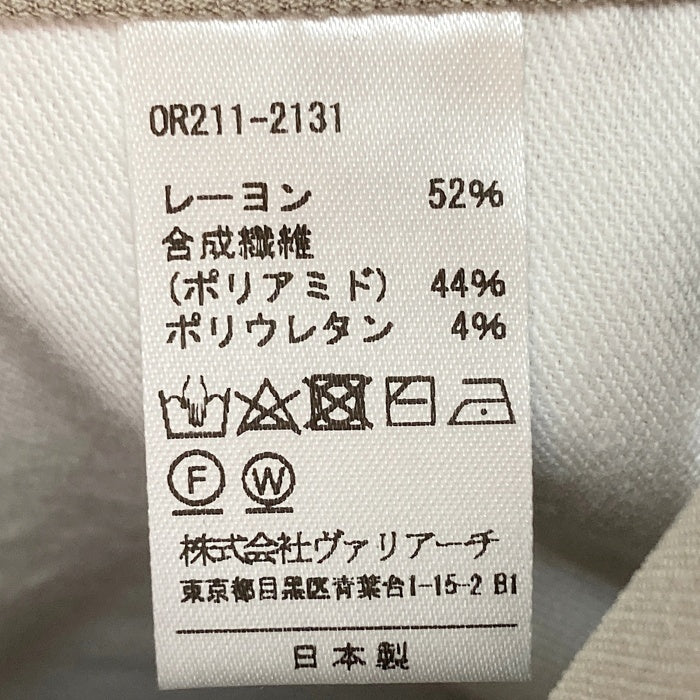 OR211-2131
レーヨン 52%
合成繊維
(ポリアミド) 44%
ポリウレタン 4%
F W
株式会社ヴァリアーチ
東京都目黒区青葉台1-15-2 B1
日本製